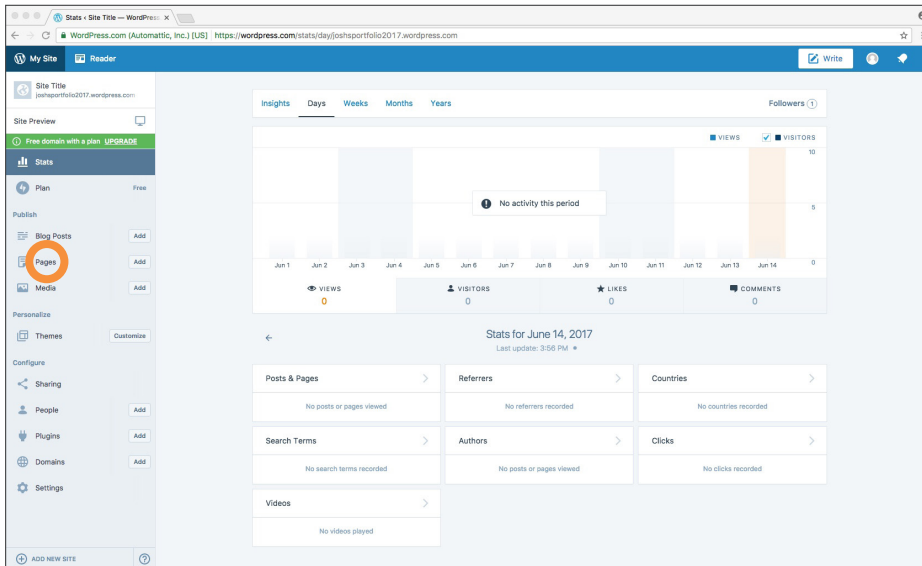 Stats ‹ Site Title — WordPress
WordPress.com (Automattic, Inc.) [US] https://wordpress.com/stats/day/joshsportfolio2017.wordpress.com
My Site Reader Write
Site Title
joshsportfolio2017.wordpress.com
Site Preview
Free domain with a plan UPGRADE
Stats
Plan Free
Publish
Blog Posts Add
Pages Add
Media Add
Personalize
Themes Customize
Configure
Sharing
People Add
Plugins Add
Domains Add
Settings
ADD NEW SITE
Insights Days Weeks Months Years Followers 1
VIEWS VISITORS
10
5
0
No activity this period
Jun 1 Jun 2 Jun 3 Jun 4 Jun 5 Jun 6 Jun 7 Jun 8 Jun 9 Jun 10 Jun 11 Jun 12 Jun 13 Jun 14
VIEWS VISITORS LIKES COMMENTS
0 0 0 0
Stats for June 14, 2017
Last update: 3:56 PM
Posts & Pages Referrers Countries
No posts or pages viewed No referrers recorded No countries recorded
Search Terms Authors Clicks
No search terms recorded No posts or pages viewed No clicks recorded
Videos
No videos played